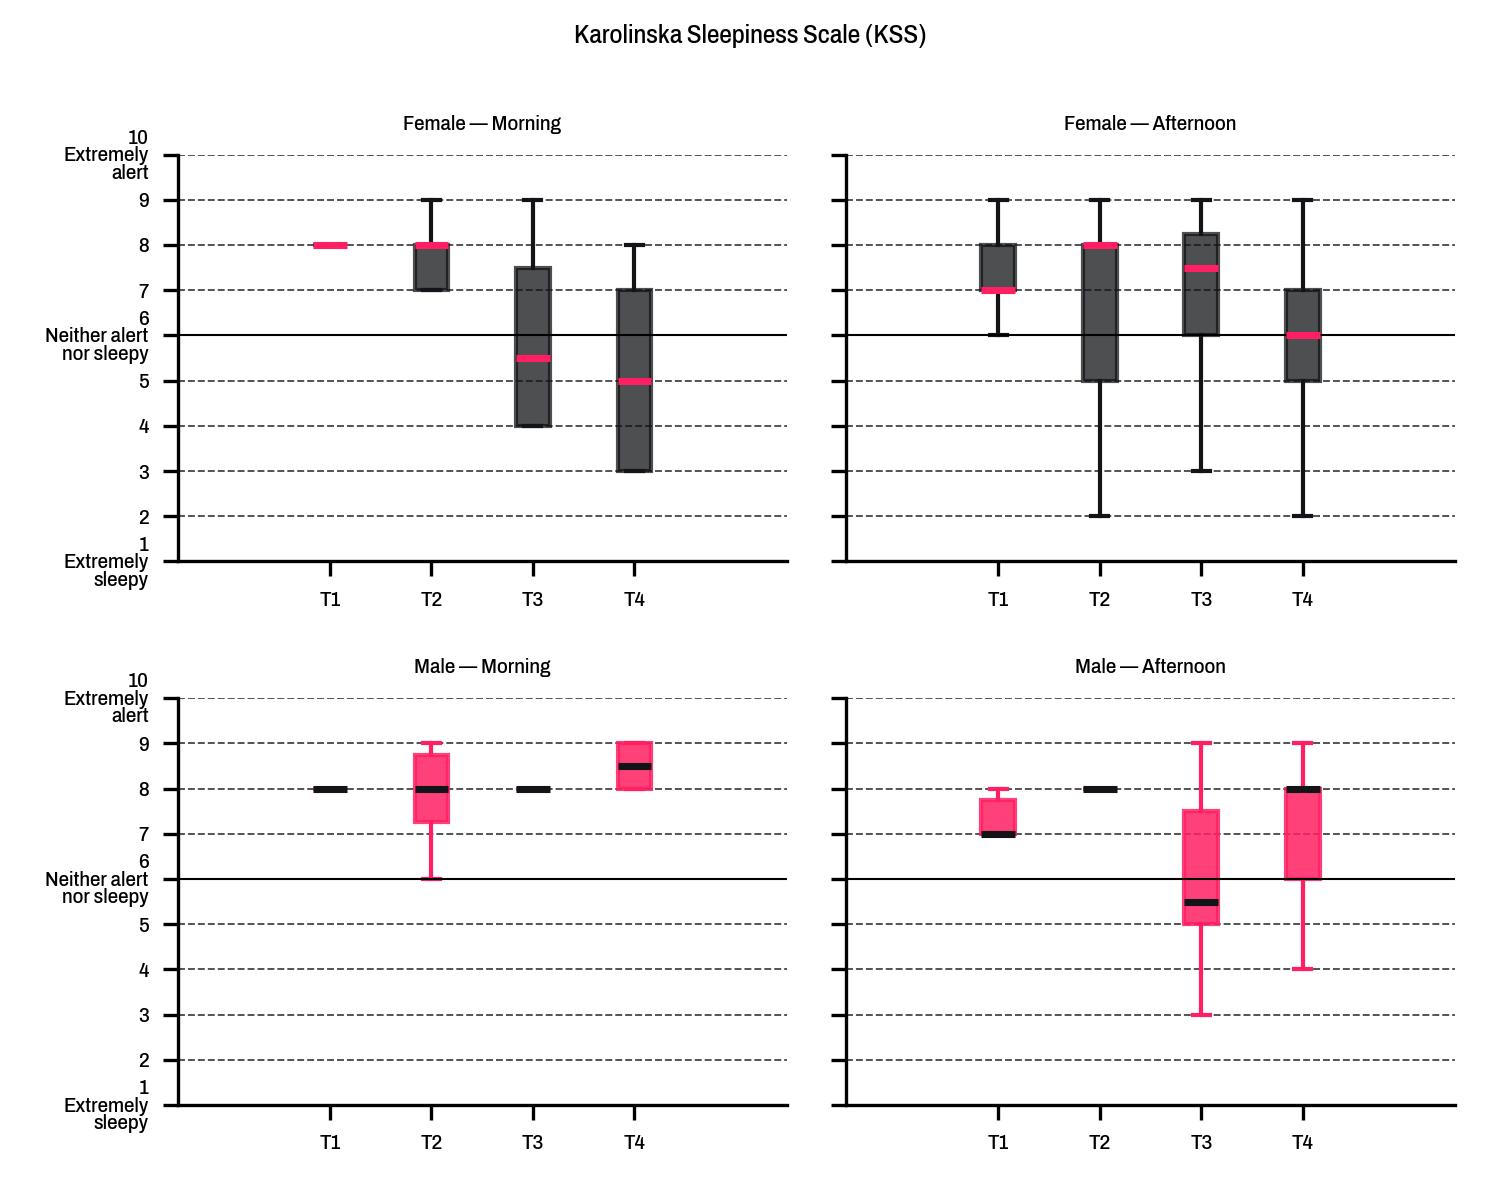 Karolinska Sleepiness Scale (KSS)
Female — Morning
10
Extremely
alert
9
8
7
6
Neither alert
nor sleepy
5
4
3
2
1
Extremely
sleepy
T1 T2 T3 T4
Female — Afternoon
T1 T2 T3 T4
Male — Morning
10
Extremely
alert
9
8
7
6
Neither alert
nor sleepy
5
4
3
2
1
Extremely
sleepy
T1 T2 T3 T4
Male — Afternoon
T1 T2 T3 T4